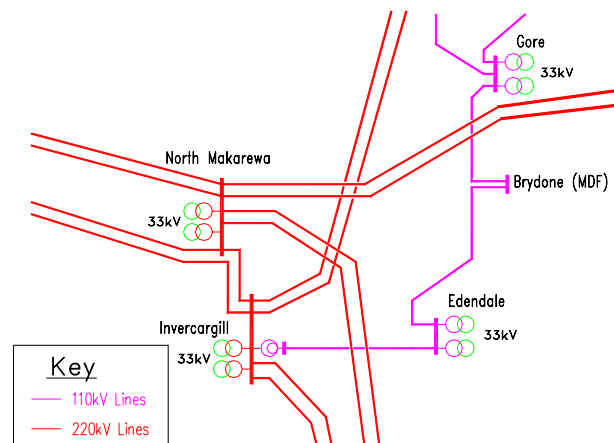 Gore
33kV
North Makarewa
Brydone (MDF)
33kV
Edendale
Invercargill
33kV
33kV
Key
110kV Lines
220kV Lines